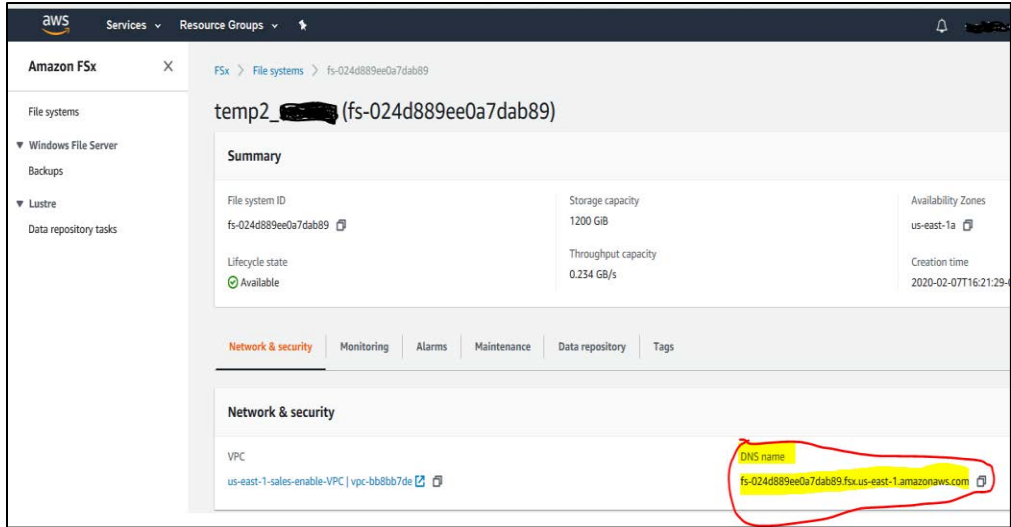 aws Services Resource Groups
Amazon FSx X
FSx > File systems > fs-024d889ee0a7dab89
File systems
Windows File Server
Backups
Lustre
Data repository tasks
temp2_ (fs-024d889ee0a7dab89)
Summary
File system ID
fs-024d889ee0a7dab89
Lifecycle state
Available
Storage capacity
1200 GiB
Throughput capacity
0.234 GB/s
Availability Zones
us-east-1a
Creation time
2020-02-07T16:21:29-
Network & security Monitoring Alarms Maintenance Data repository Tags
Network & security
VPC
us-east-1-sales-enable-VPC | vpc-bb8bb7de
DNS name
fs-024d889ee0a7dab89.fsx.us-east-1.amazonaws.com